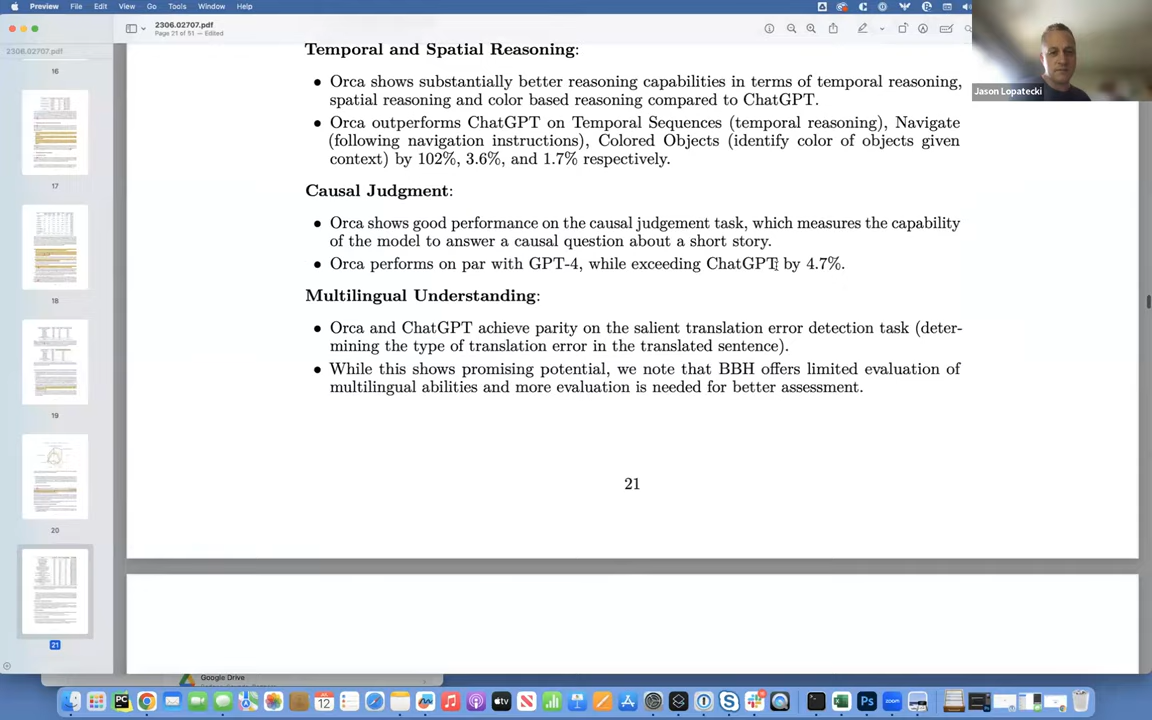 Preview File Edit View Go Tools Window Help
2306.02707.pdf
Page 21 of 51 — Edited
2306.02707.pdf
Jason Lopatecki
16
17
18
19
20
21
Temporal and Spatial Reasoning:
• Orca shows substantially better reasoning capabilities in terms of temporal reasoning,
spatial reasoning and color based reasoning compared to ChatGPT.
• Orca outperforms ChatGPT on Temporal Sequences (temporal reasoning), Navigate
(following navigation instructions), Colored Objects (identify color of objects given
context) by 102%, 3.6%, and 1.7% respectively.
Causal Judgment:
• Orca shows good performance on the causal judgement task, which measures the capability
of the model to answer a causal question about a short story.
• Orca performs on par with GPT-4, while exceeding ChatGPT by 4.7%.
Multilingual Understanding:
• Orca and ChatGPT achieve parity on the salient translation error detection task (deter-
mining the type of translation error in the translated sentence).
• While this shows promising potential, we note that BBH offers limited evaluation of
multilingual abilities and more evaluation is needed for better assessment.
21
Google Drive
12
tv
PC
Ps
zoom